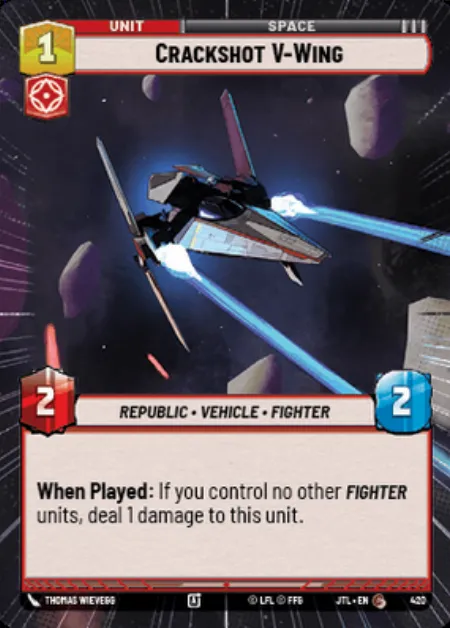 UNIT SPACE
1 CRACKSHOT V-WING
2 REPUBLIC • VEHICLE • FIGHTER 2
When Played: If you control no other FIGHTER
units, deal 1 damage to this unit.
THOMAS WIEVEGG Ⓛ LFL Ⓒ FFG JTL • EN 420